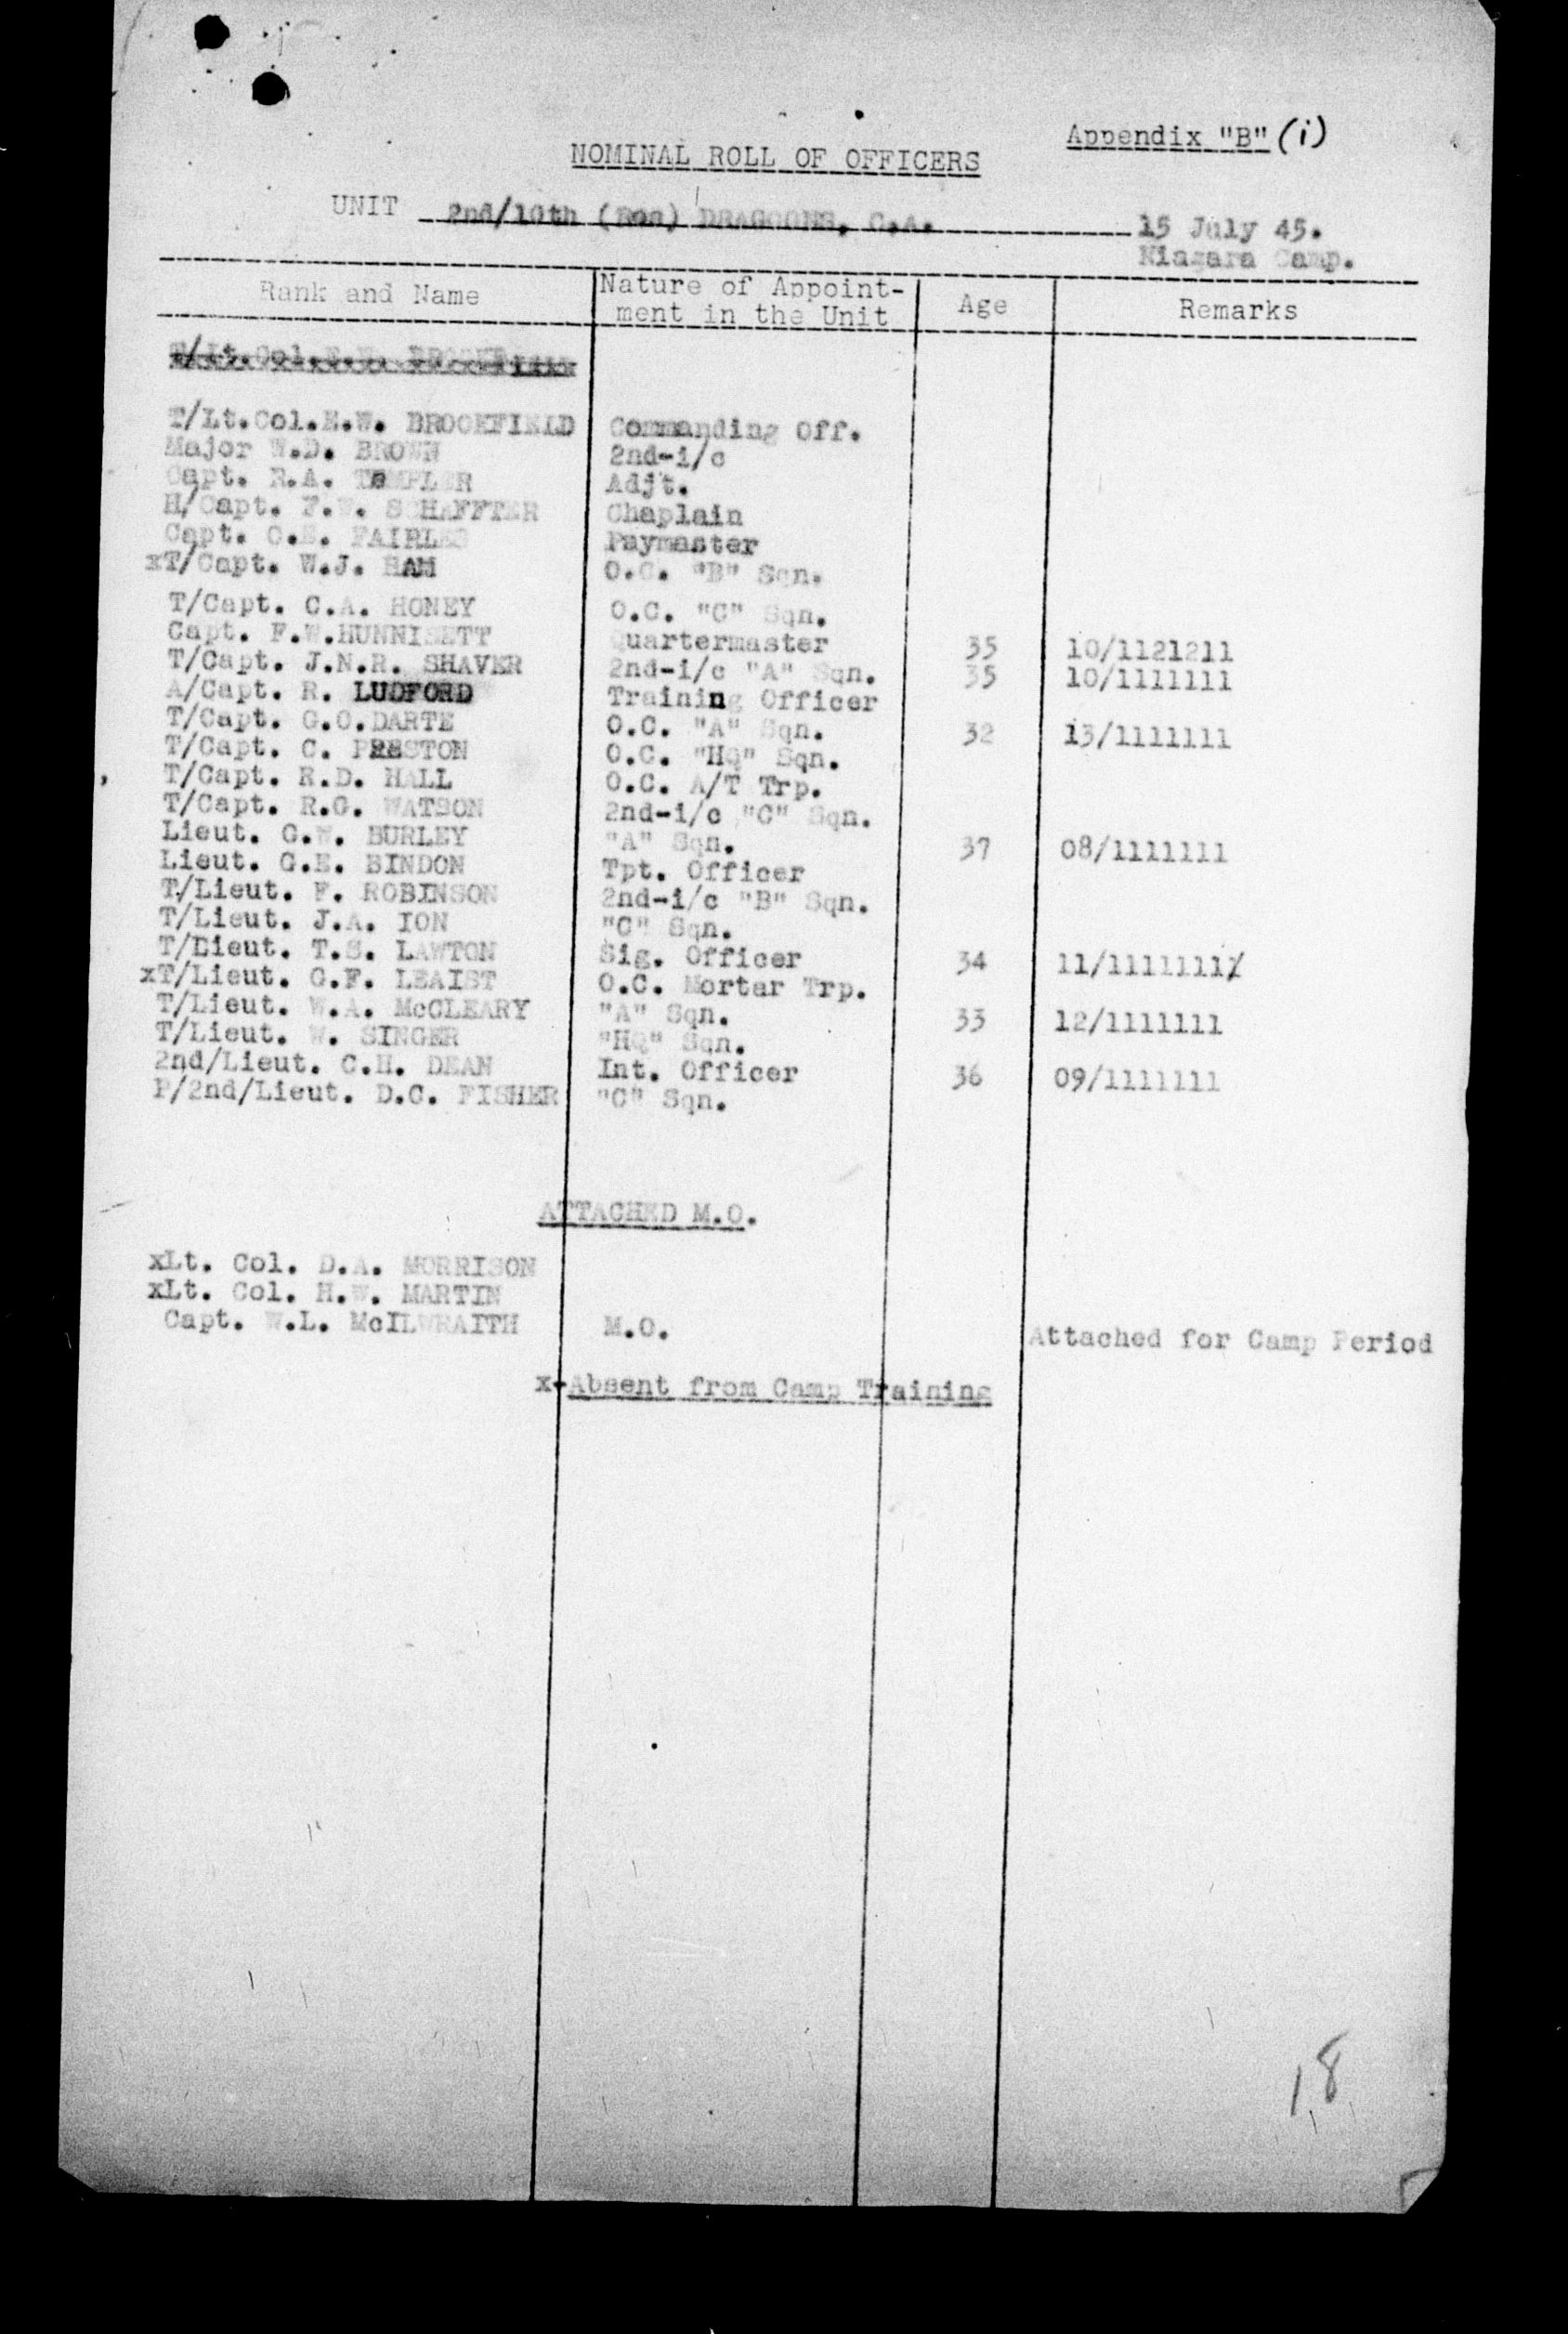 Appendix "B" (i)
NOMINAL ROLL OF OFFICERS
UNIT 2nd/10th (Res) DRAGOONS, C.A. 15 July 45.
Niagara Camp.
Rank and Name Nature of Appoint- Age Remarks
ment in the Unit
T/Lt.Col.E.W. BROOKFIELD Commanding Off.
Major W.D. BROWN 2nd-i/c
Capt. R.A. TEMPLER Adjt.
H/Capt. F.W. SCHAFFTER Chaplain
Capt. C.E. Paymaster
xT/Capt. W.J. HAM O.C. "B" Sqn.
T/Capt. C.A. HONEY O.C. "C" Sqn.
Capt. F.W.HUNNISETT Quartermaster 35 10/1121211
T/Capt. J.N.R. SHAVER 2nd-i/c "A" Sqn. 35 10/1111111
A/Capt. R. LUDFORD Training Officer
T/Capt. G.O.DARTE O.C. "A" Sqn. 32 13/1111111
T/Capt. C. PRESTON O.C. "HQ" Sqn.
T/Capt. R.D. HALL O.C. A/T Trp.
T/Capt. R.G. WATSON 2nd-i/c "C" Sqn.
Lieut. G.W. BURLEY "A" Sqn. 37 08/1111111
Lieut. G.E. BINDON Tpt. Officer
T/Lieut. F. ROBINSON 2nd-i/c "B" Sqn.
T/Lieut. J.A. ION "C" Sqn.
T/Lieut. T.S. LAWTON Sig. Officer 34 11/1111111/
xT/Lieut. G.F. LEAIST O.C. Mortar Trp.
T/Lieut. W.A. McCLEARY "A" Sqn. 33 12/1111111
T/Lieut. W. SINGER "HQ" Sqn.
2nd/Lieut. C.H. DEAN Int. Officer 36 09/1111111
P/2nd/Lieut. D.C. FISHER "C" Sqn.
ATTACHED M.O.
xLt. Col. D.A. MORRISON
xLt. Col. H.W. MARTIN
Capt. W.L. McILWRAITH M.O. Attached for Camp Period
x-Absent from Camp Training
18